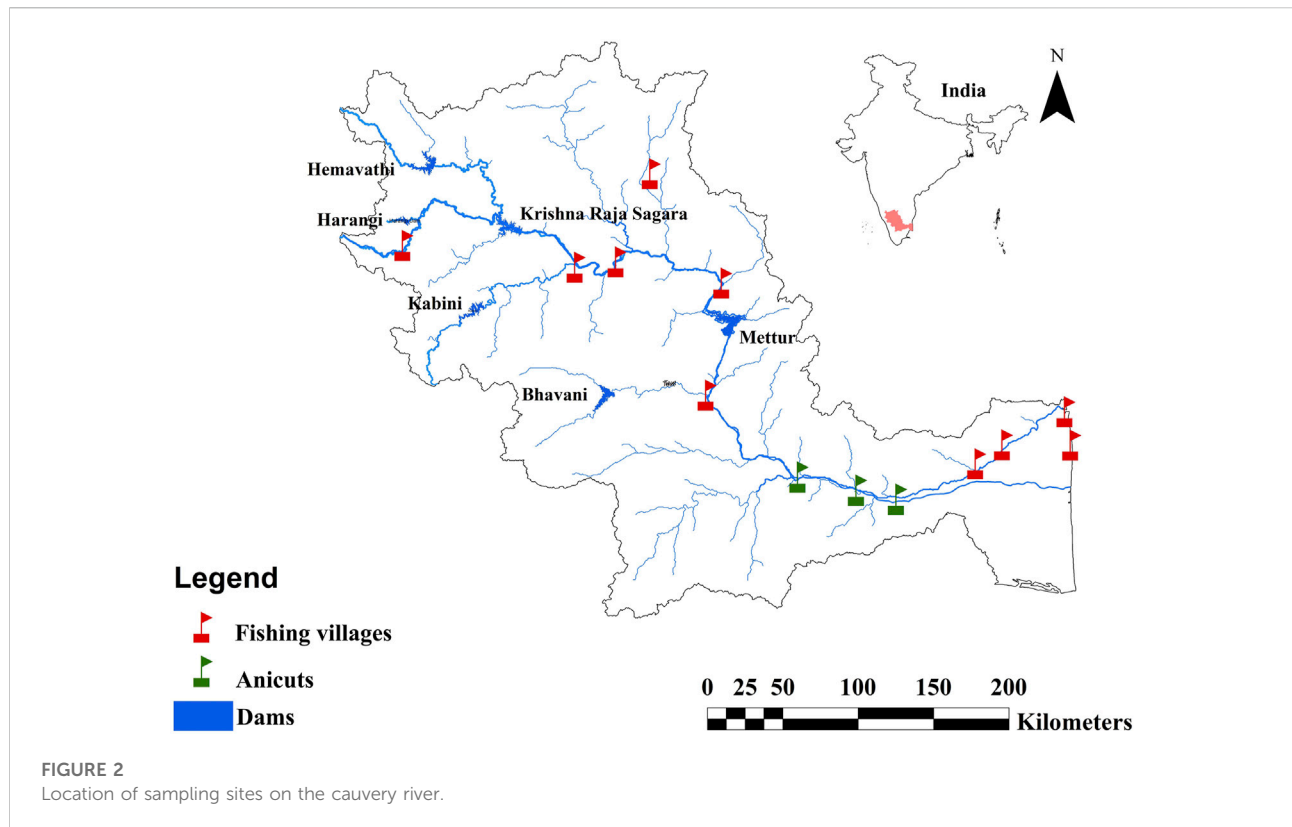 N
India
Hemavathi
Harangi
Krishna Raja Sagara
Kabini
Mettur
Bhavani
Legend
Fishing villages
Anicuts
Dams
0 25 50 100 150 200
Kilometers
FIGURE 2
Location of sampling sites on the cauvery river.